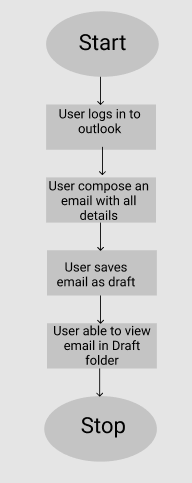 Start
User logs in to
outlook
User compose an
email with all
details
User saves
email as draft
User able to view
email in Draft
folder
Stop